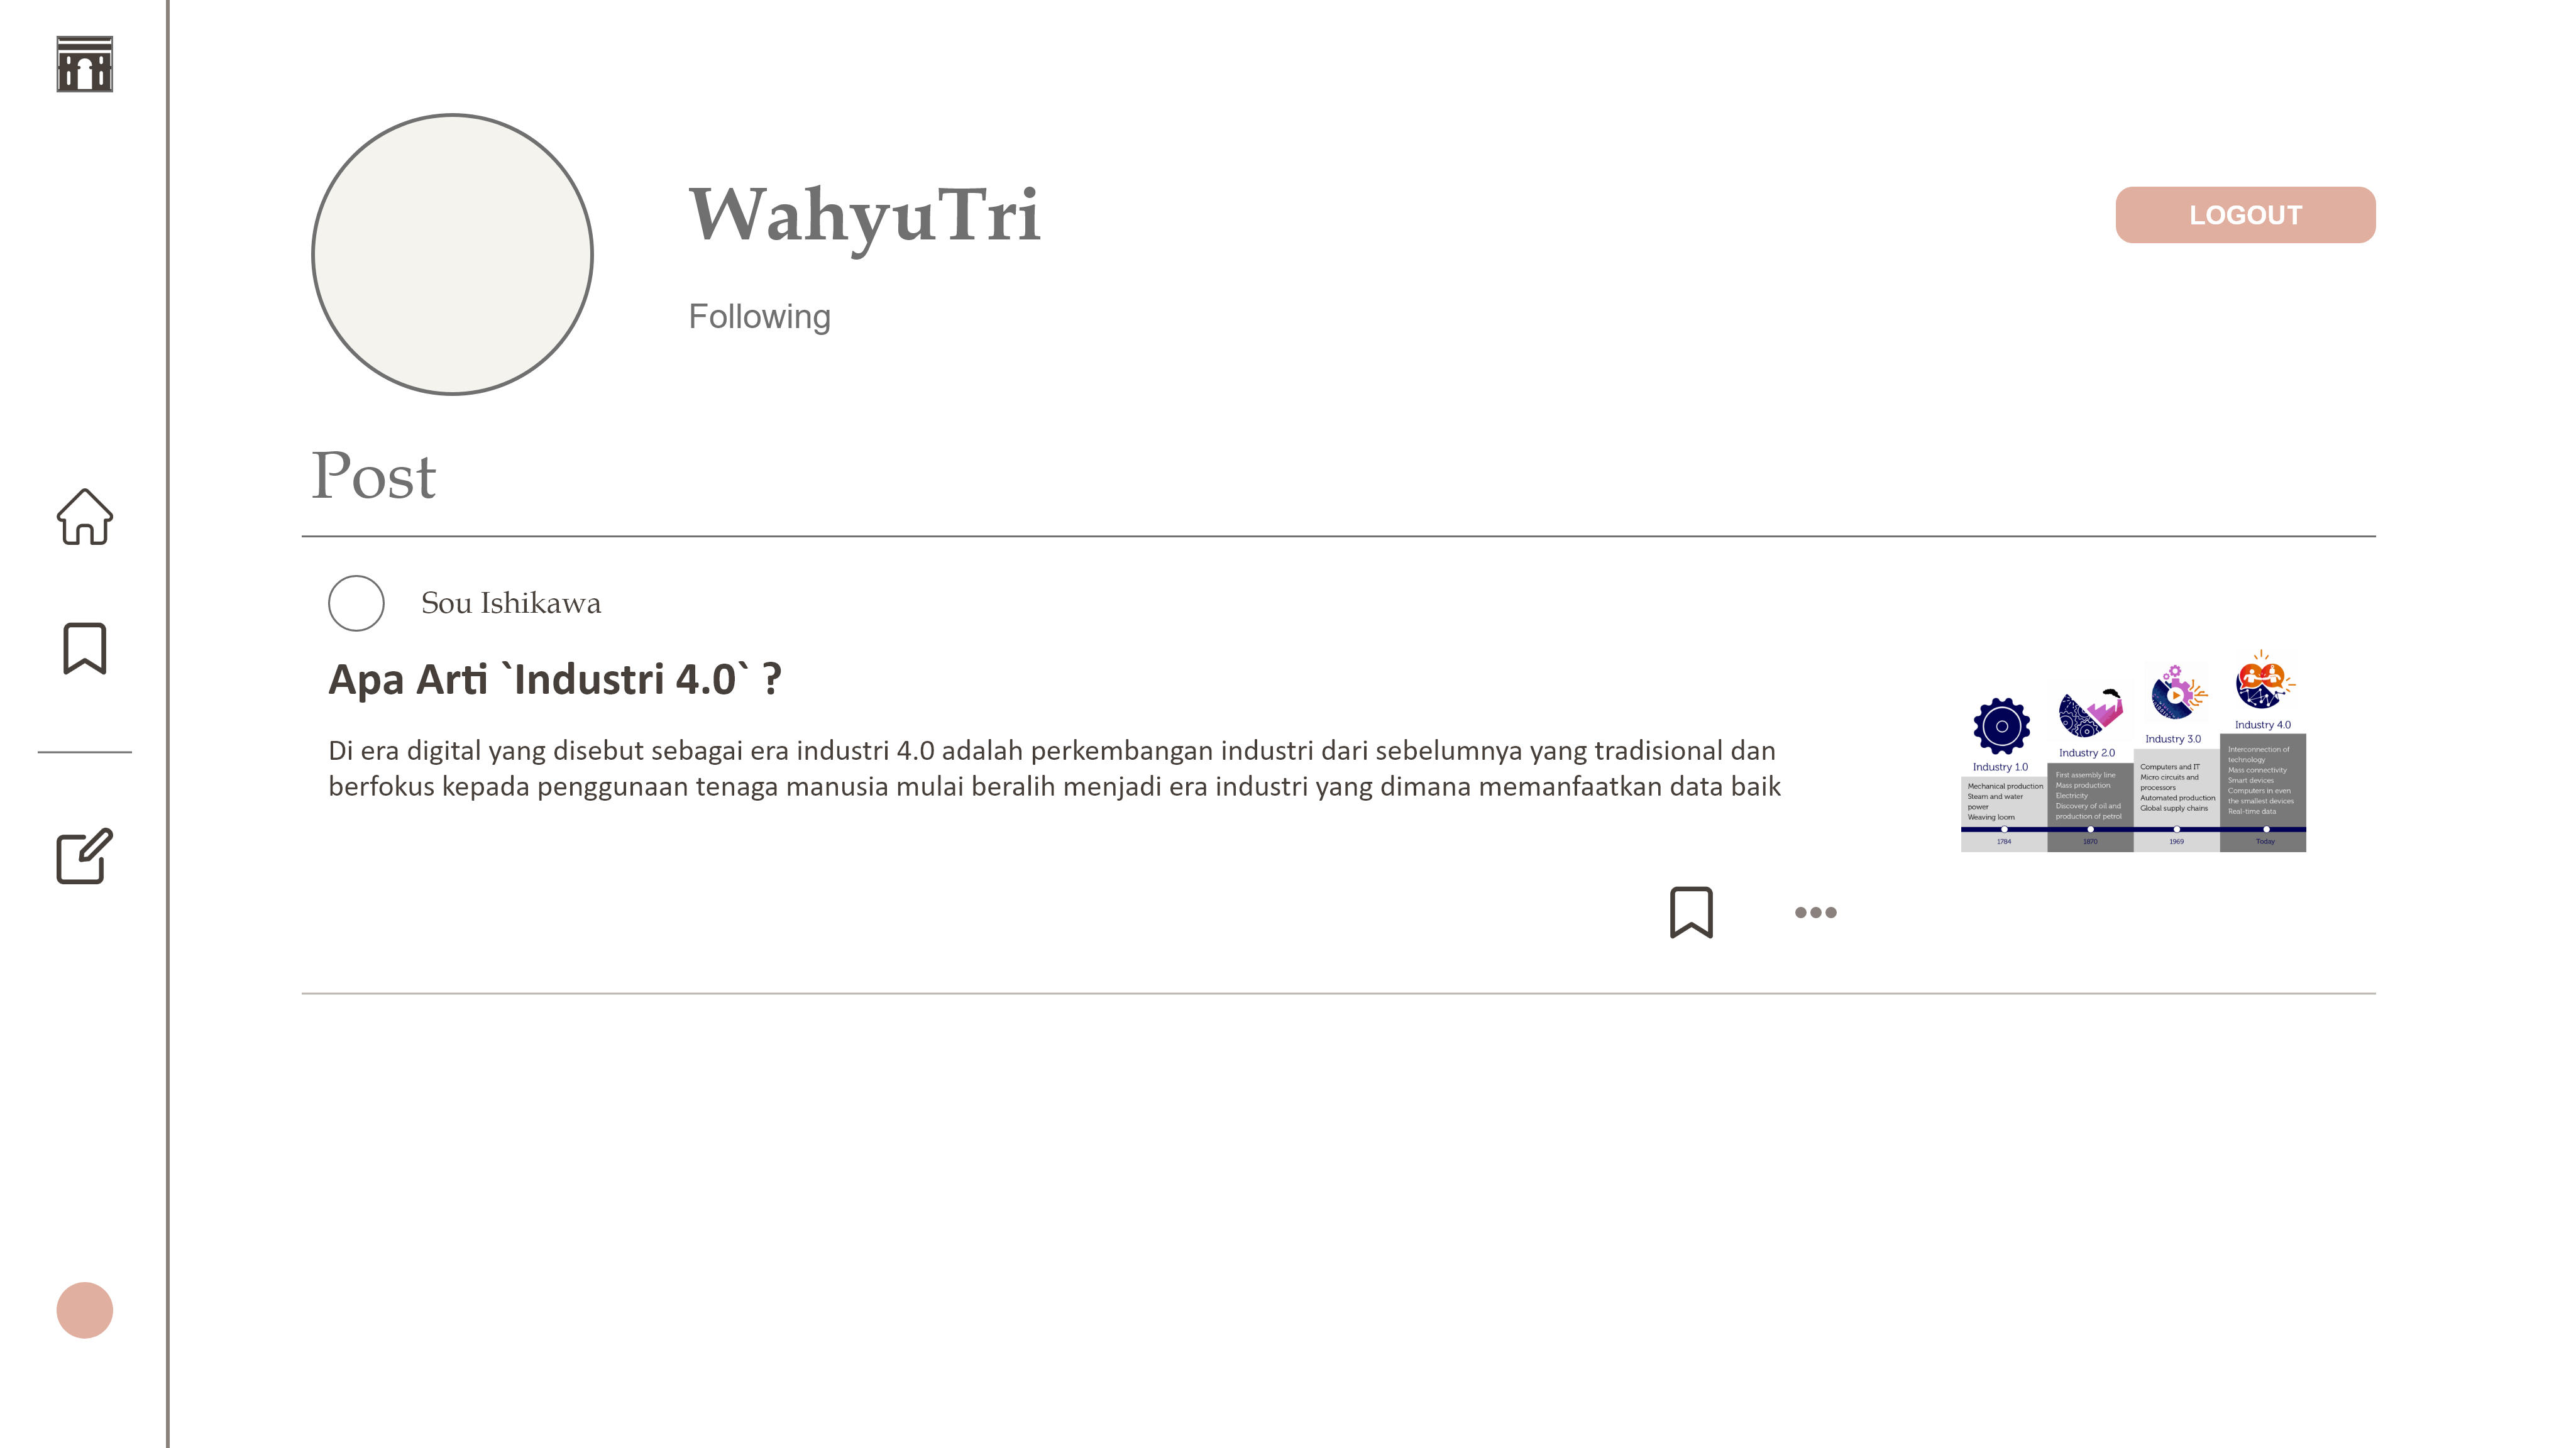 WahyuTri
LOGOUT
Following
Post
Sou Ishikawa
Apa Arti `Industri 4.0` ?
Di era digital yang disebut sebagai era industri 4.0 adalah perkembangan industri dari sebelumnya yang tradisional dan
berfokus kepada penggunaan tenaga manusia mulai beralih menjadi era industri yang dimana memanfaatkan data baik
Industry 1.0
Mechanical production
Steam and water
power
Weaving loom
1784
Industry 2.0
First assembly line
Mass production
Electricity
Discovery of oil and
production of petrol
1870
Industry 3.0
Computers and IT
Micro circuits and
processors
Automated production
Global supply chains
1969
Industry 4.0
Interconnection of
technology
Mass connectivity
Smart devices
Computers in even
the smallest devices
Real-time data
Today